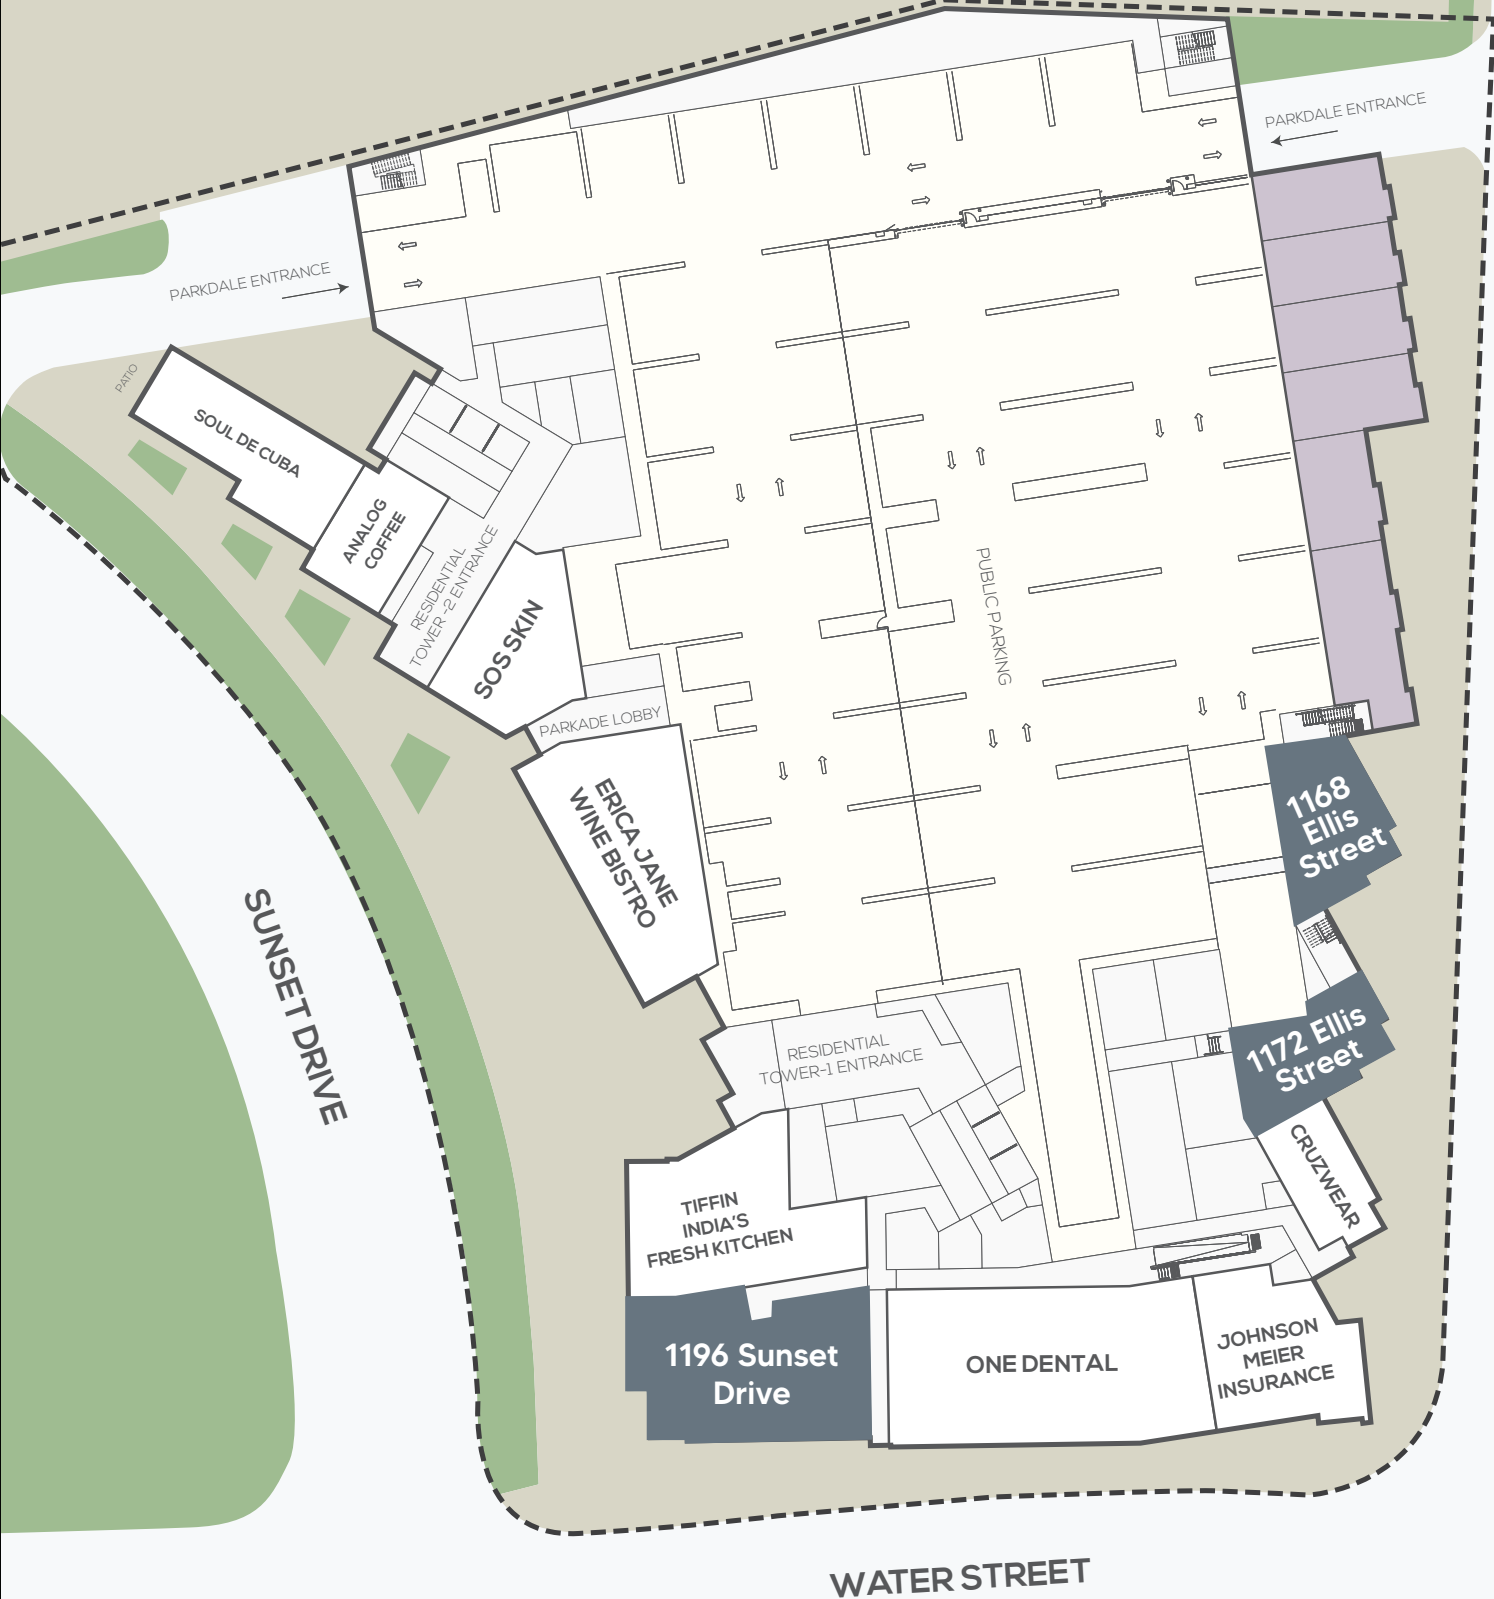 PARKDALE ENTRANCE
PARKDALE ENTRANCE
PATIO
SOUL DE CUBA
ANALOG
COFFEE
RESIDENTIAL
TOWER -2 ENTRANCE
SOS SKIN
PUBLIC PARKING
PARKADE LOBBY
ERICA JANE
WINE BISTRO
1168
Ellis
Street
SUNSET DRIVE
RESIDENTIAL
TOWER-1 ENTRANCE
1172 Ellis
Street
CRUZWEAR
TIFFIN
INDIA'S
FRESH KITCHEN
1196 Sunset
Drive
ONE DENTAL
JOHNSON
MEIER
INSURANCE
WATER STREET